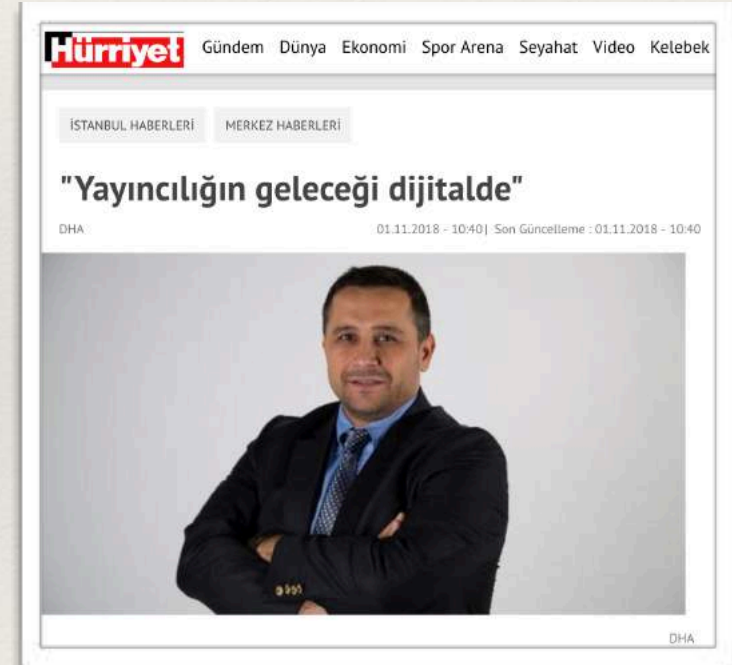 Hürriyet Gündem Dünya Ekonomi Spor Arena Seyahat Video Kelebek
İSTANBUL HABERLERİ MERKEZ HABERLERİ
"Yayıncılığın geleceği dijitalde"
DHA 01.11.2018 - 10:40| Son Güncelleme : 01.11.2018 - 10:40
DHA